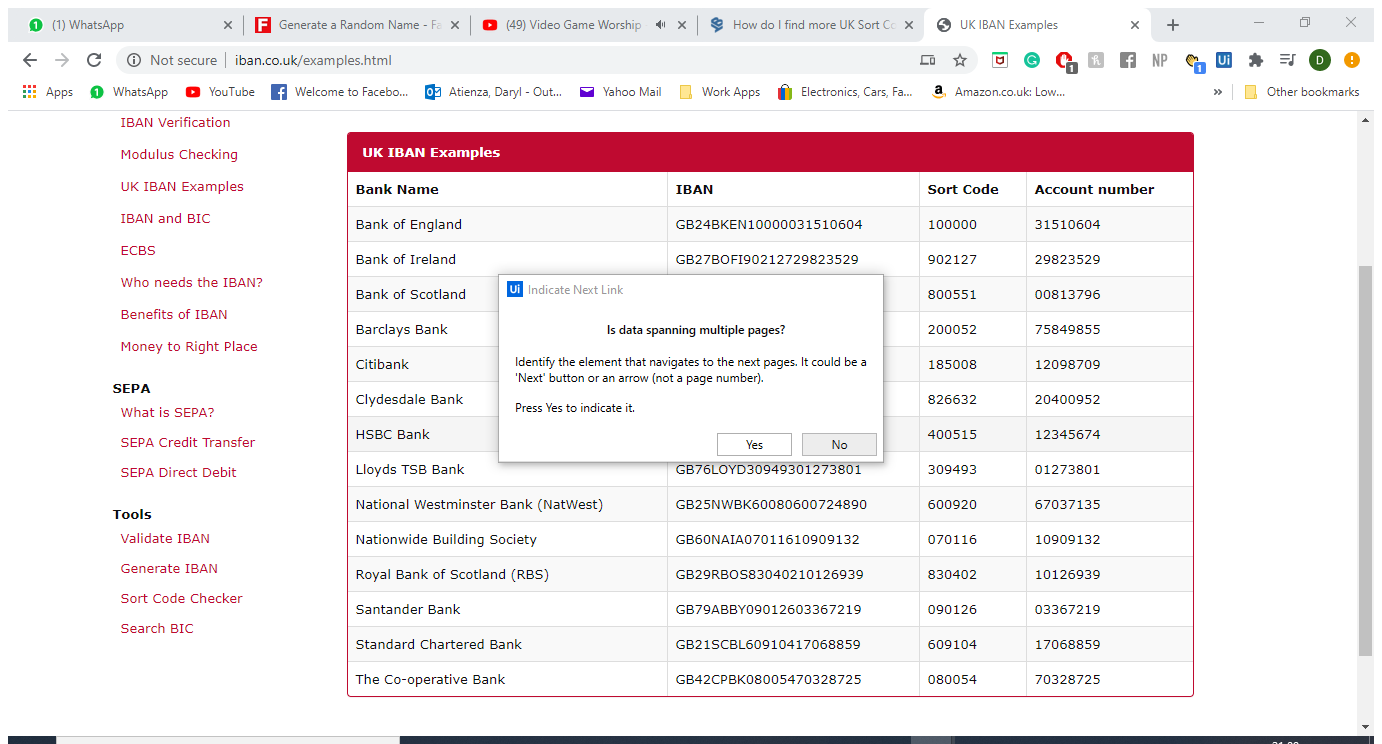 (1) WhatsApp
Generate a Random Name - Fa
(49) Video Game Worship
How do I find more UK Sort Co
UK IBAN Examples
Not secure iban.co.uk/examples.html
NP 1 1 Ui D
Apps WhatsApp YouTube Welcome to Facebo... Atienza, Daryl - Out... Yahoo Mail Work Apps Electronics, Cars, Fa... Amazon.co.uk: Low... » Other bookmarks
IBAN Verification
Modulus Checking
UK IBAN Examples
IBAN and BIC
ECBS
Who needs the IBAN?
Benefits of IBAN
Money to Right Place
SEPA
What is SEPA?
SEPA Credit Transfer
SEPA Direct Debit
Tools
Validate IBAN
Generate IBAN
Sort Code Checker
Search BIC
UK IBAN Examples
Bank Name IBAN Sort Code Account number
Bank of England GB24BKEN10000031510604 100000 31510604
Bank of Ireland GB27BOFI90212729823529 902127 29823529
Bank of Scotland 800551 00813796
Barclays Bank 200052 75849855
Citibank 185008 12098709
Clydesdale Bank 826632 20400952
HSBC Bank 400515 12345674
Lloyds TSB Bank GB76LOYD30949301273801 309493 01273801
National Westminster Bank (NatWest) GB25NWBK60080600724890 600920 67037135
Nationwide Building Society GB60NAIA07011610909132 070116 10909132
Royal Bank of Scotland (RBS) GB29RBOS83040210126939 830402 10126939
Santander Bank GB79ABBY09012603367219 090126 03367219
Standard Chartered Bank GB21SCBL60910417068859 609104 17068859
The Co-operative Bank GB42CPBK08005470328725 080054 70328725
Ui Indicate Next Link
Is data spanning multiple pages?
Identify the element that navigates to the next pages. It could be a
'Next' button or an arrow (not a page number).
Press Yes to indicate it.
Yes No